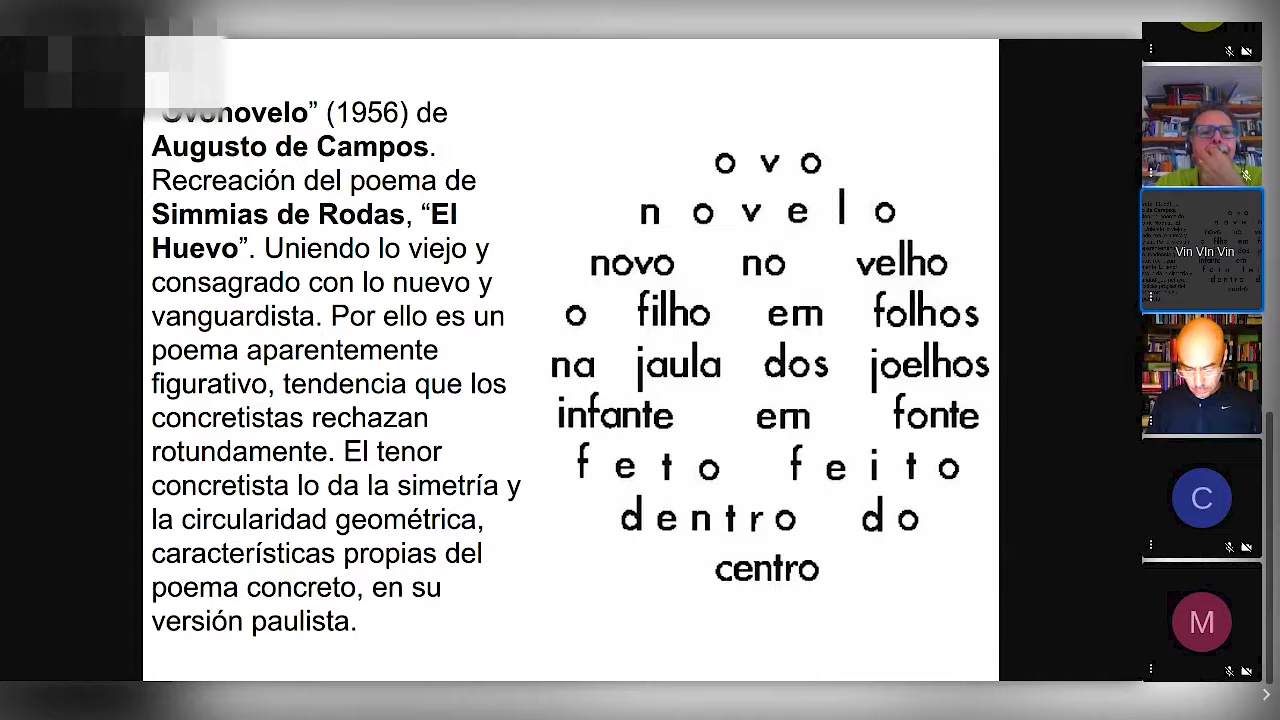 “Ovonovelo” (1956) de
Augusto de Campos.
Recreación del poema de
Simmias de Rodas, “El
Huevo”. Uniendo lo viejo y
consagrado con lo nuevo y
vanguardista. Por ello es un
poema aparentemente
figurativo, tendencia que los
concretistas rechazan
rotundamente. El tenor
concretista lo da la simetría y
la circularidad geométrica,
características propias del
poema concreto, en su
versión paulista.
o v o
n o v e l o
novo no velho
o filho em folhos
na jaula dos joelhos
infante em fonte
f e t o f e i t o
d e n t r o d o
centro
Vin VIn Vin
C
M